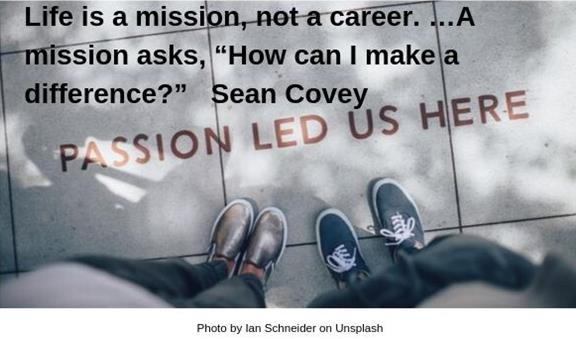 Life is a mission, not a career. …A
mission asks, “How can I make a
difference?”   Sean Covey
PASSION LED US HERE
Photo by Ian Schneider on Unsplash